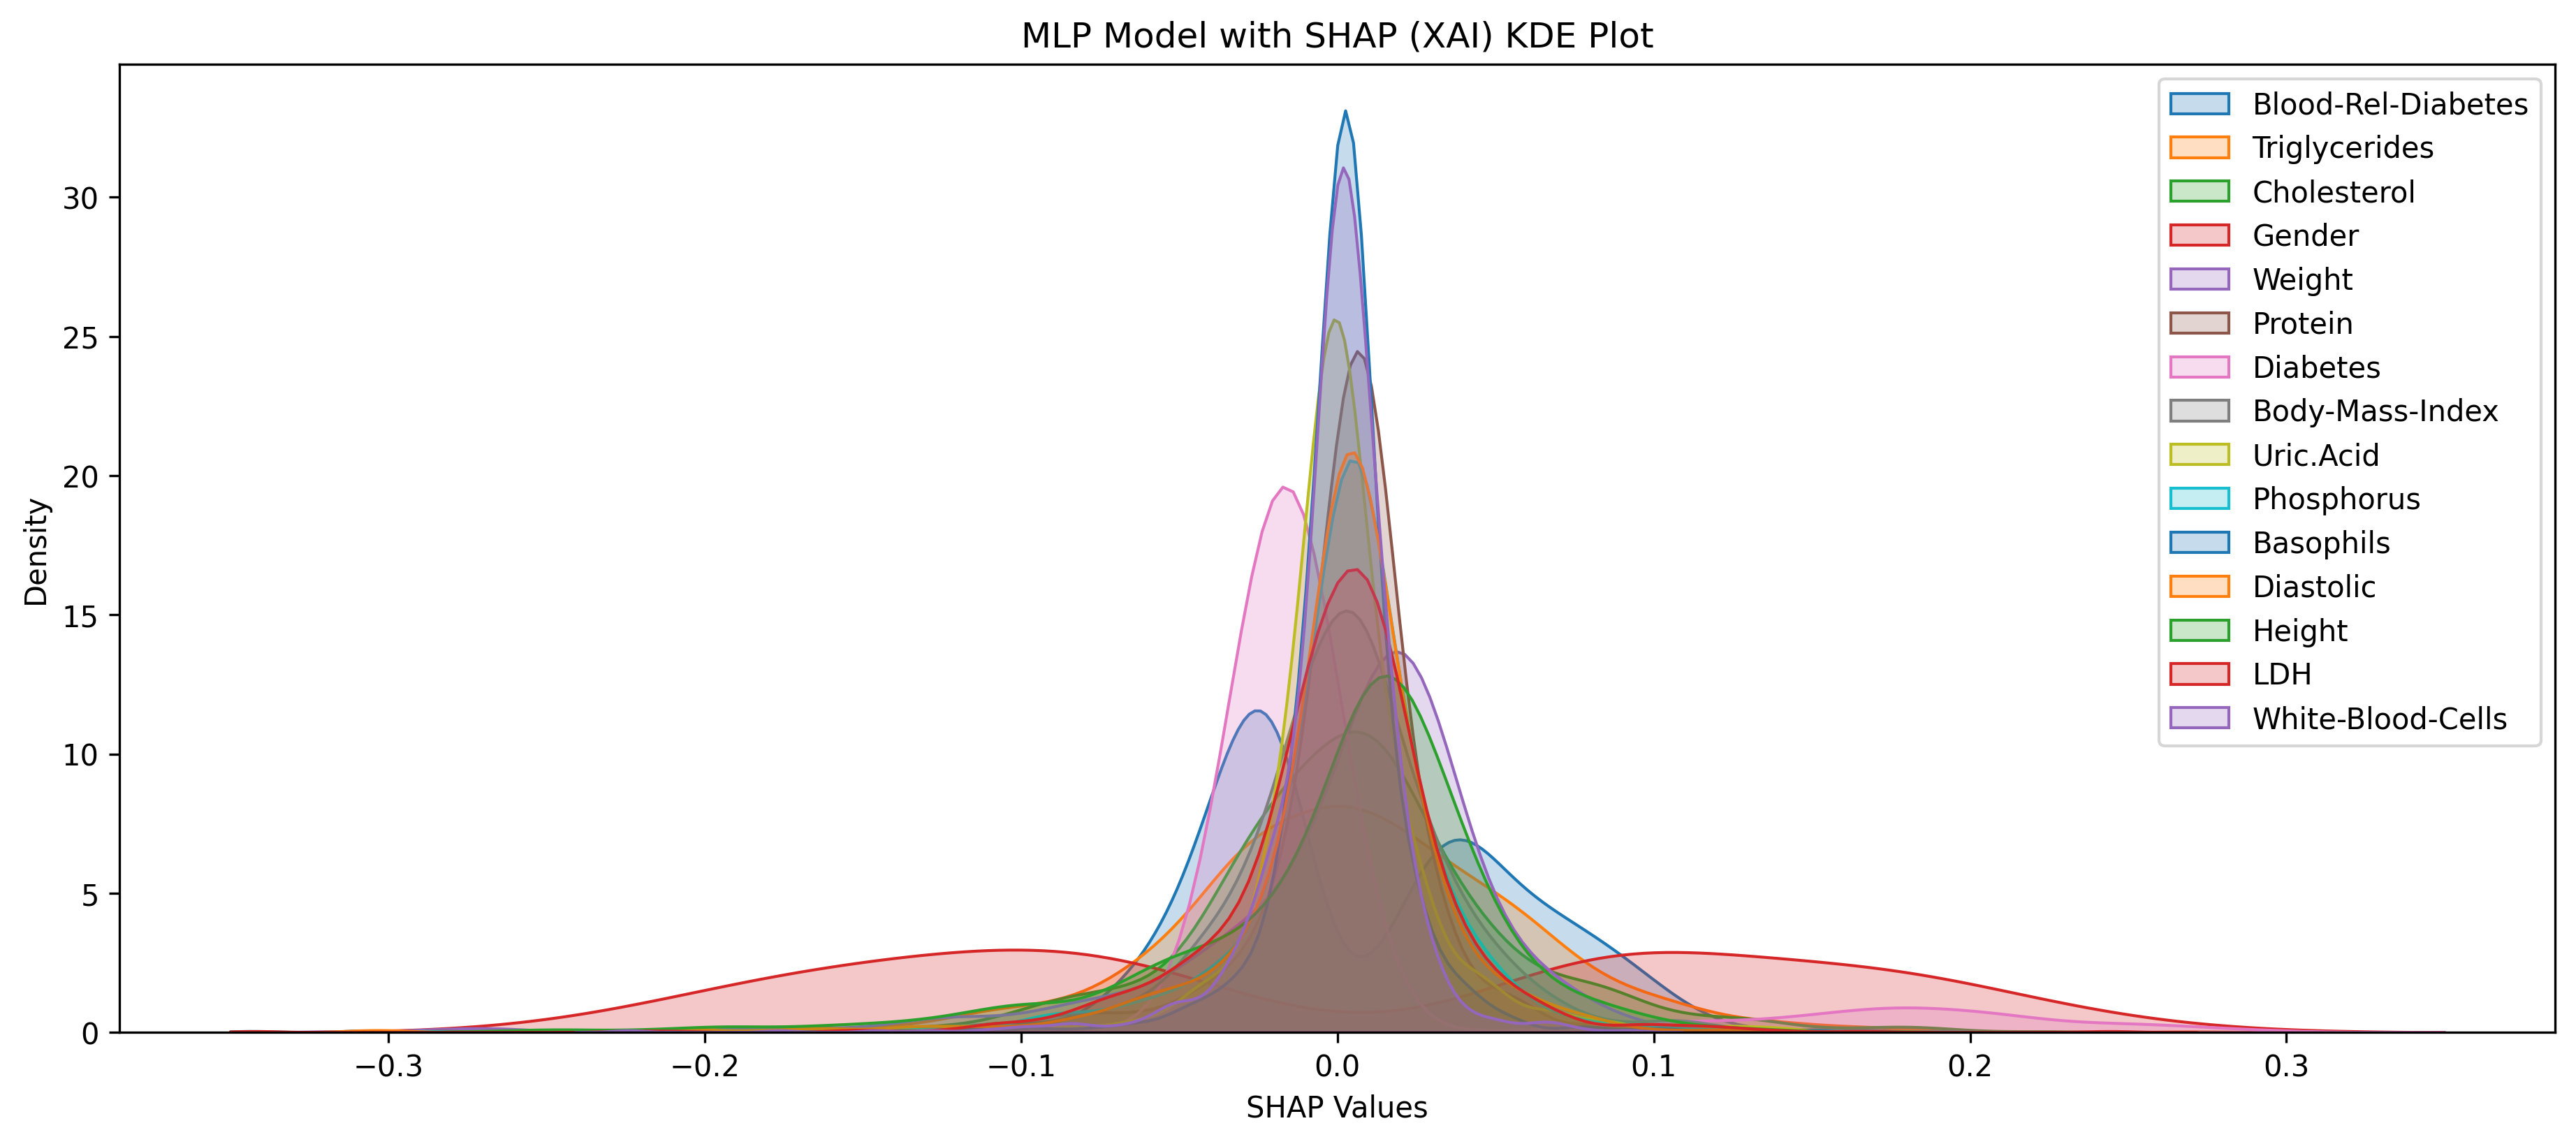 MLP Model with SHAP (XAI) KDE Plot
Density
30
25
20
15
10
5
0
−0.3
−0.2
−0.1
0.0
0.1
0.2
0.3
SHAP Values
Blood-Rel-Diabetes
Triglycerides
Cholesterol
Gender
Weight
Protein
Diabetes
Body-Mass-Index
Uric.Acid
Phosphorus
Basophils
Diastolic
Height
LDH
White-Blood-Cells